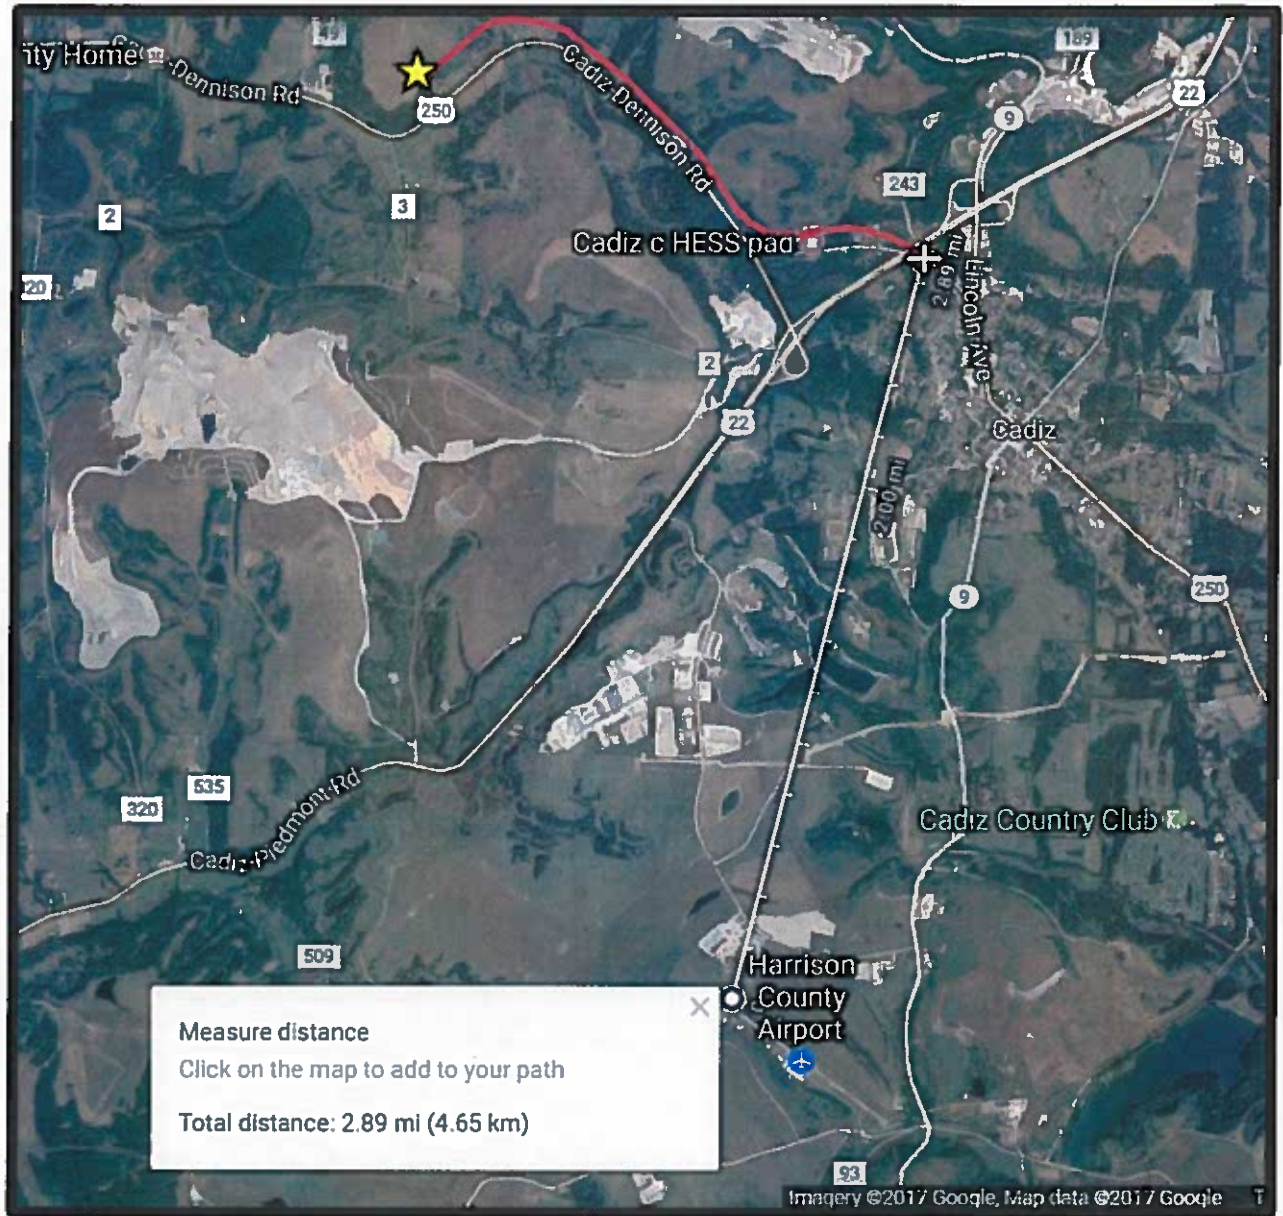 189
nty Home
Dennison Rd
250
Cadiz-Dennison Rd
22
9
243
2
3
Cadiz c HESS pad
2.89 mi
Lincoln Ave
20
2
22
Cadiz
2.00 mi
250
9
535
320
Cadiz-Piedmont Rd
Cadiz Country Club
509
Harrison
County
Airport
Measure distance
Click on the map to add to your path
Total distance: 2.89 mi (4.65 km)
93
Imagery ©2017 Google, Map data ©2017 Google T